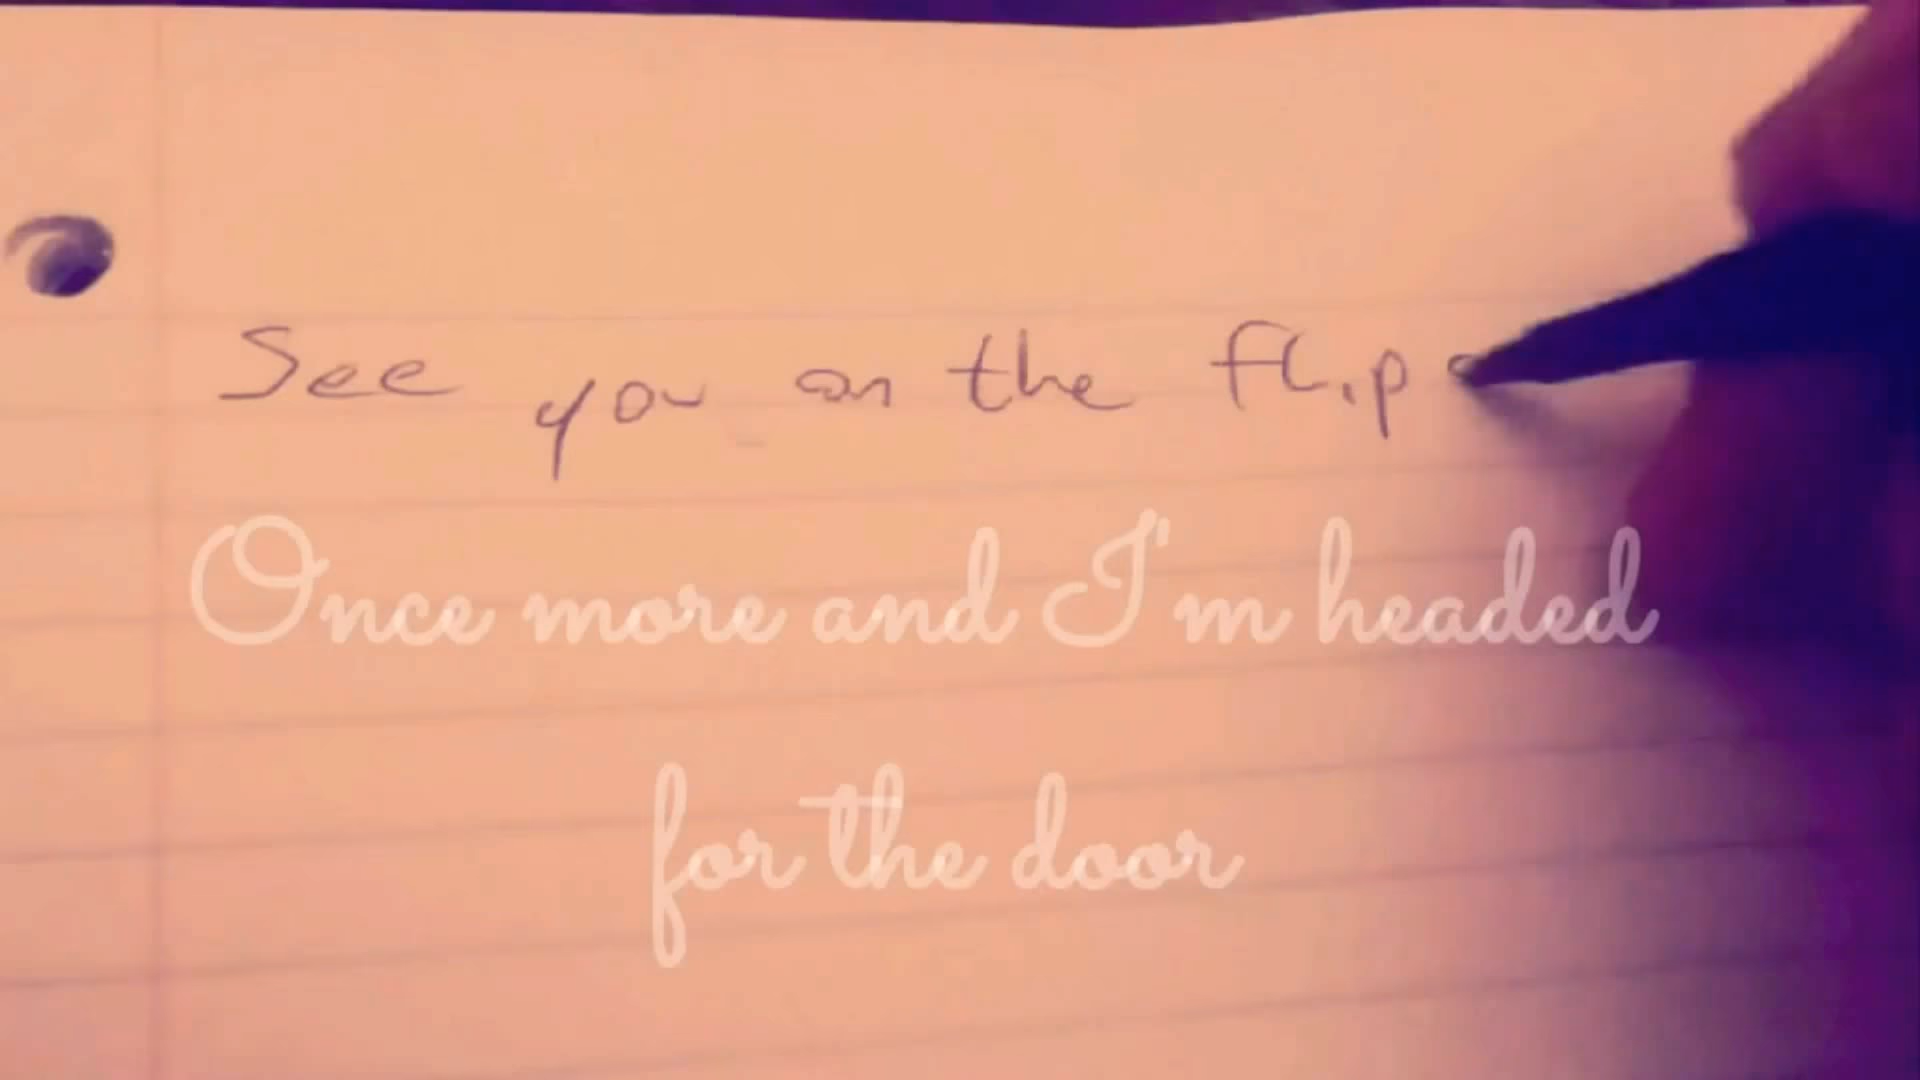 See you on the flip
Once more and I'm headed
for the door